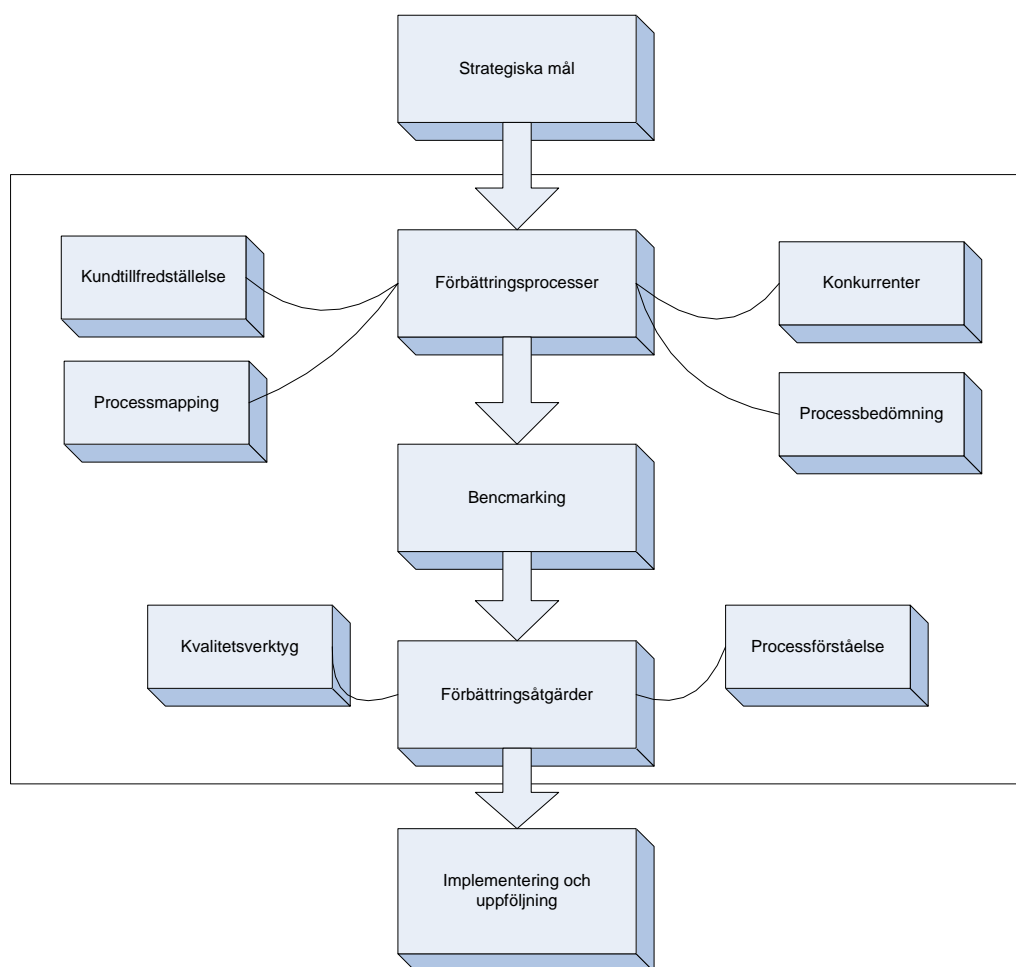 Strategiska mål
Kundtillfredställelse
Förbättringsprocesser
Konkurrenter
Processmapping
Processbedömning
Bencmarking
Kvalitetsverktyg
Processförståelse
Förbättringsåtgärder
Implementering och
uppföljning